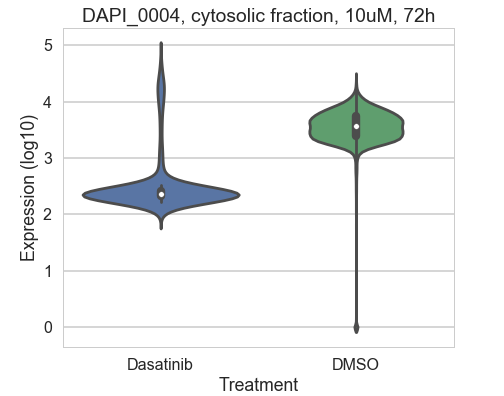 DAPI_0004, cytosolic fraction, 10uM, 72h
5
4
3
2
1
0
Expression (log10)
Dasatinib DMSO
Treatment